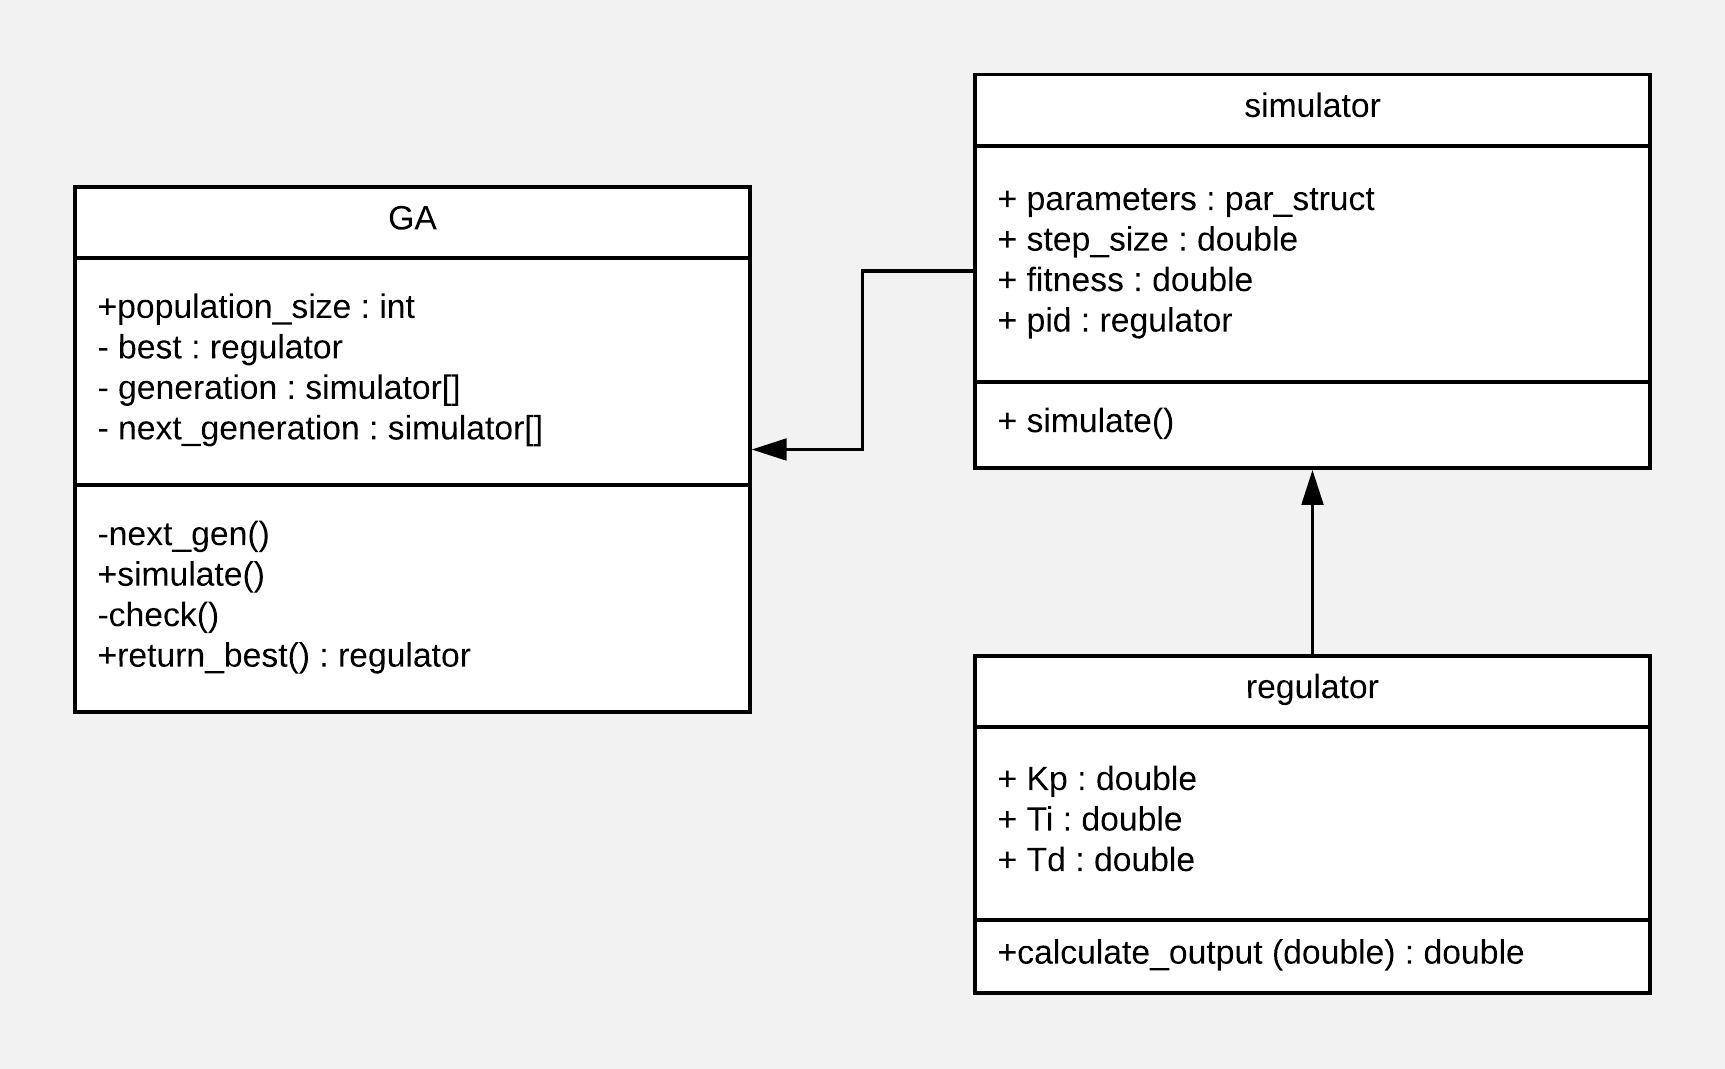 GA
+population_size : int
- best : regulator
- generation : simulator[]
- next_generation : simulator[]
-next_gen()
+simulate()
-check()
+return_best() : regulator
simulator
+ parameters : par_struct
+ step_size : double
+ fitness : double
+ pid : regulator
+ simulate()
regulator
+ Kp : double
+ Ti : double
+ Td : double
+calculate_output (double) : double